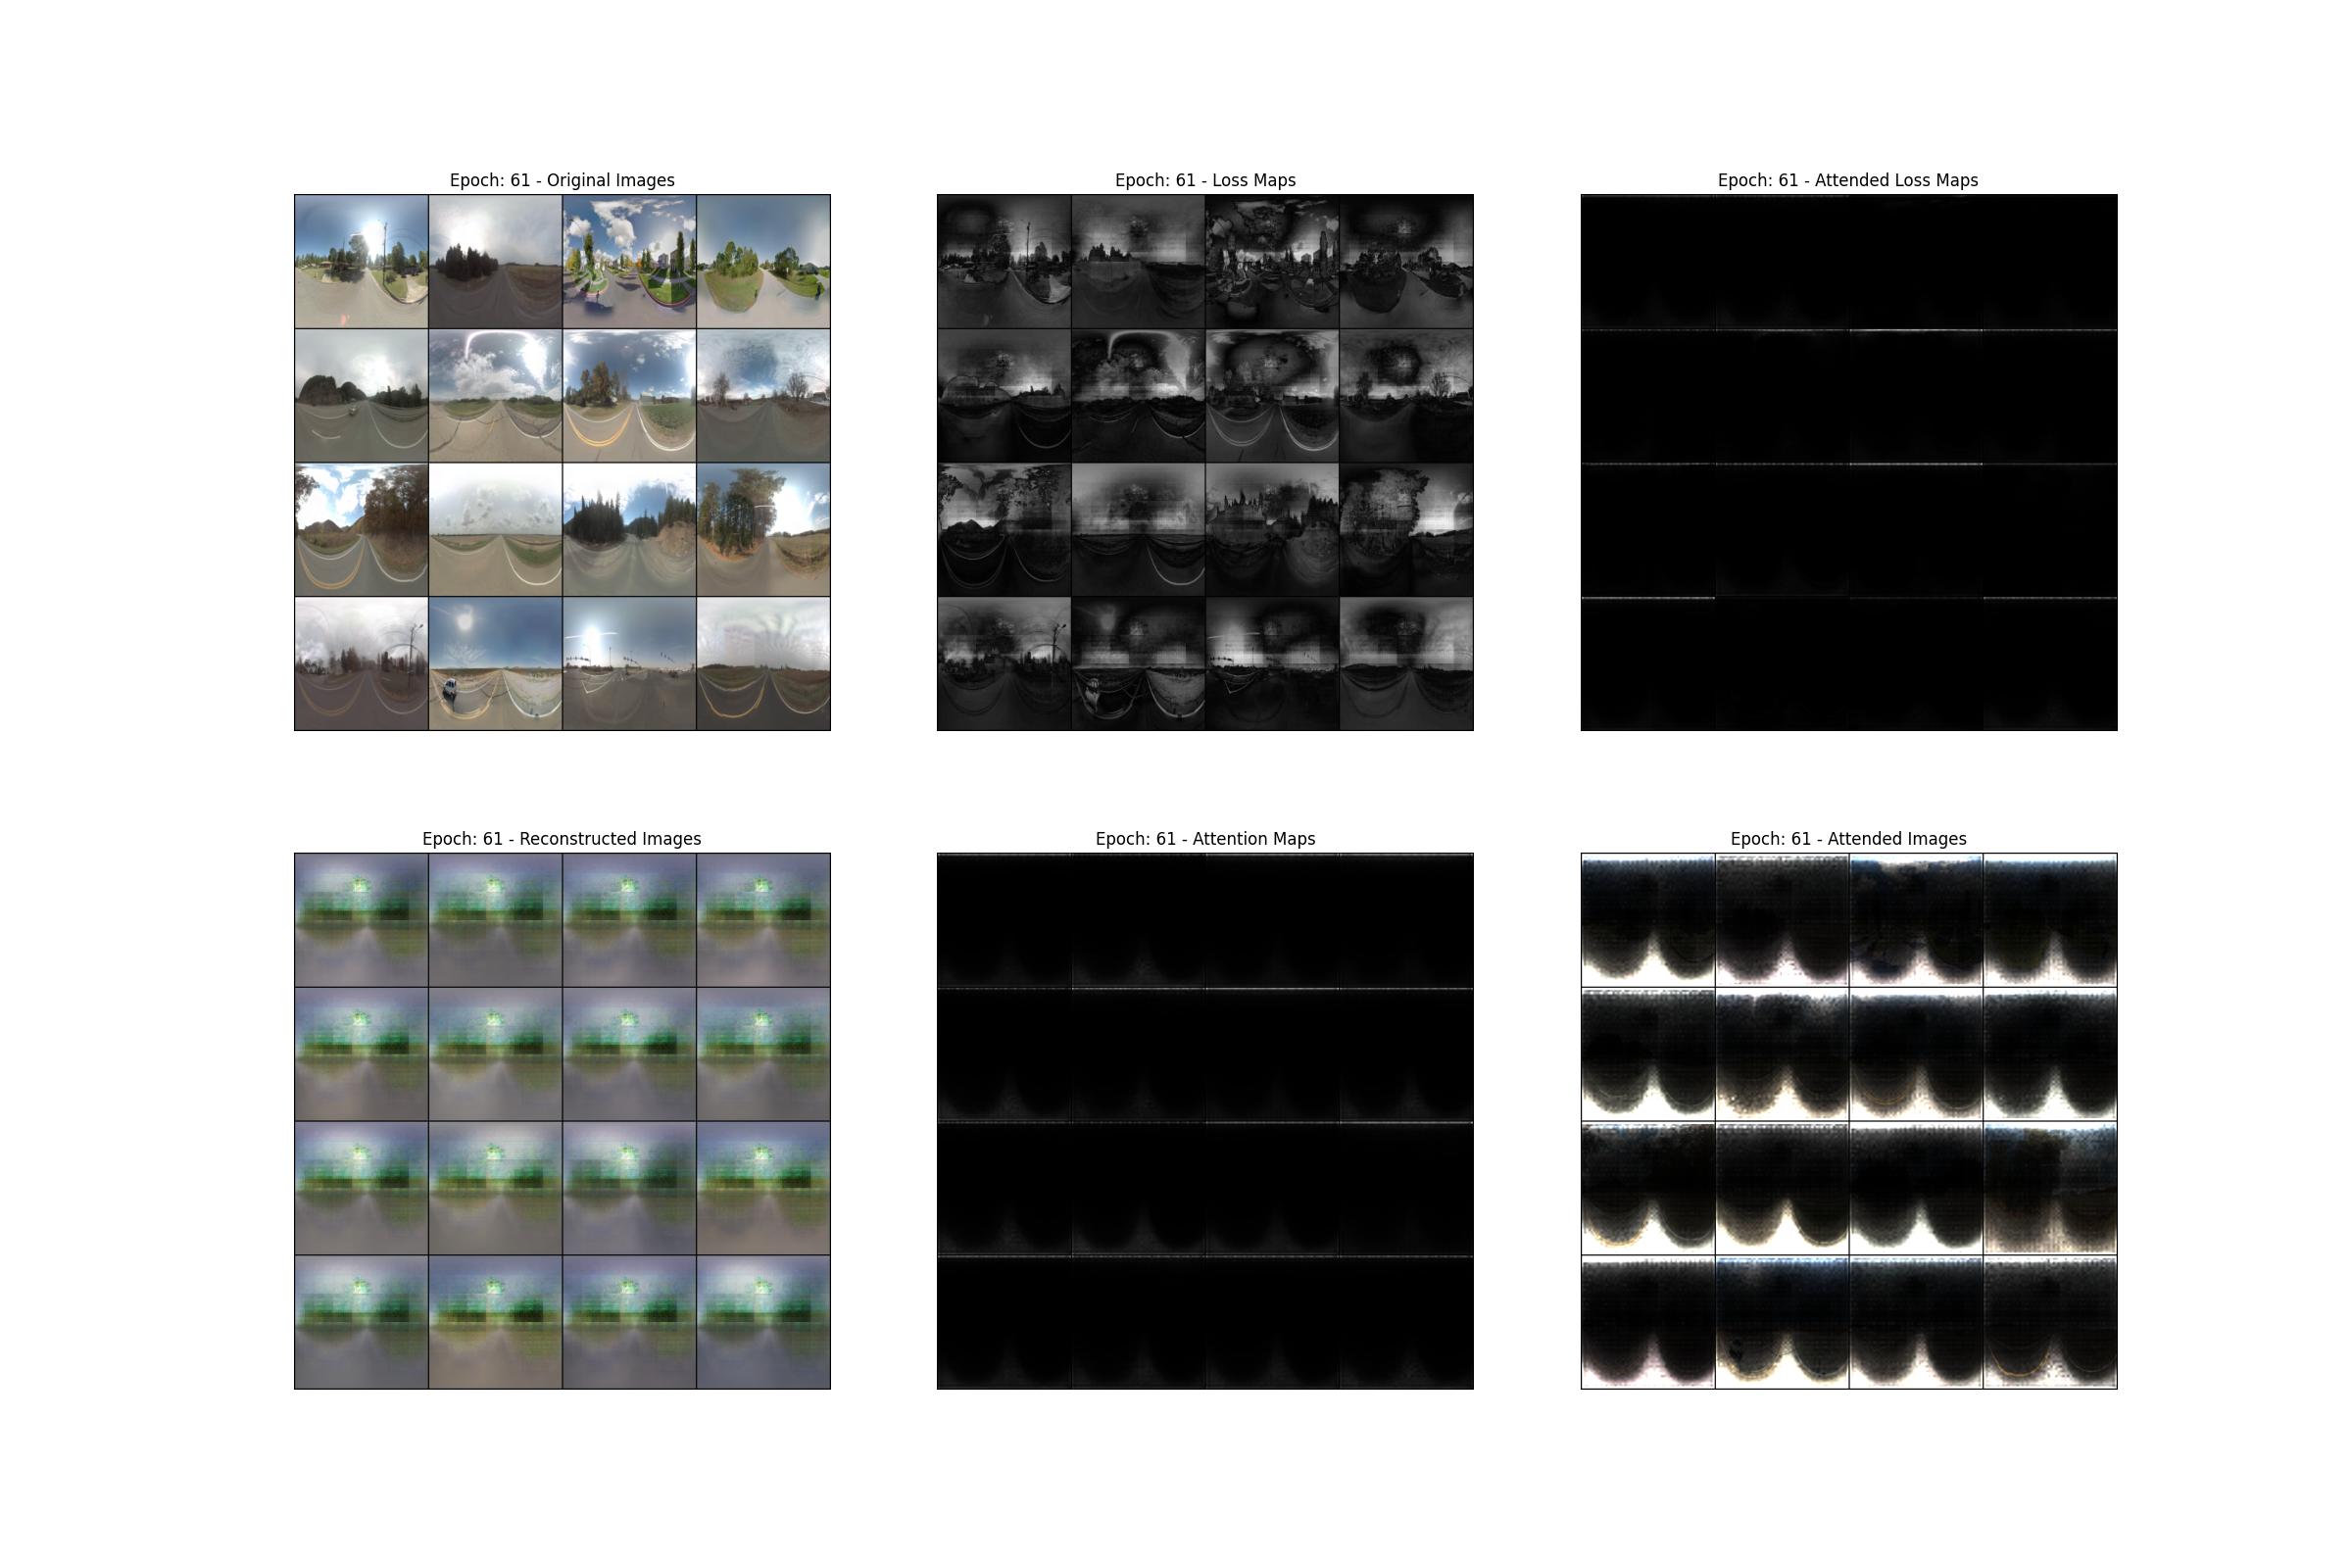 Epoch: 61 - Original Images
Epoch: 61 - Loss Maps
Epoch: 61 - Attended Loss Maps
Epoch: 61 - Reconstructed Images
Epoch: 61 - Attention Maps
Epoch: 61 - Attended Images